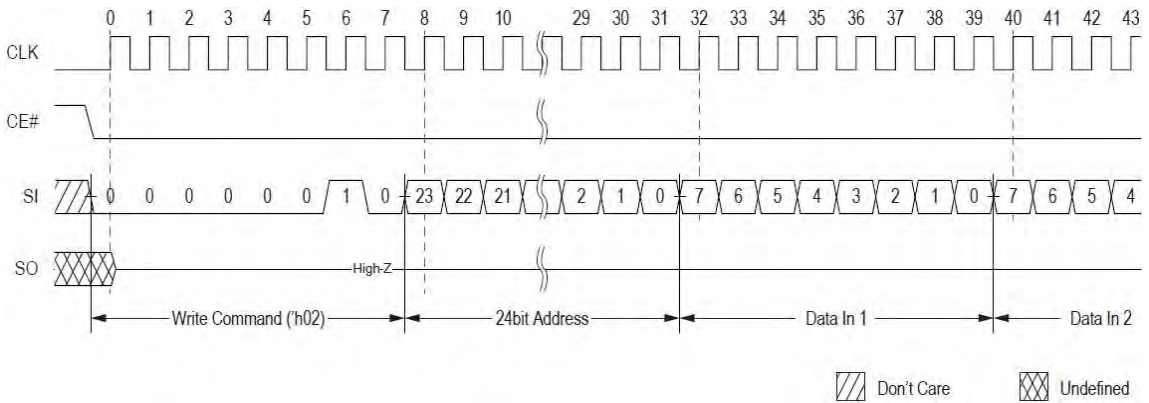 0 1 2 3 4 5 6 7 8 9 10 29 30 31 32 33 34 35 36 37 38 39 40 41 42 43
CLK
CE#
SI 0 0 0 0 0 0 1 0 23 22 21 2 1 0 7 6 5 4 3 2 1 0 7 6 5 4
SO High-Z
Write Command ('h02) 24bit Address Data In 1 Data In 2
Don't Care Undefined